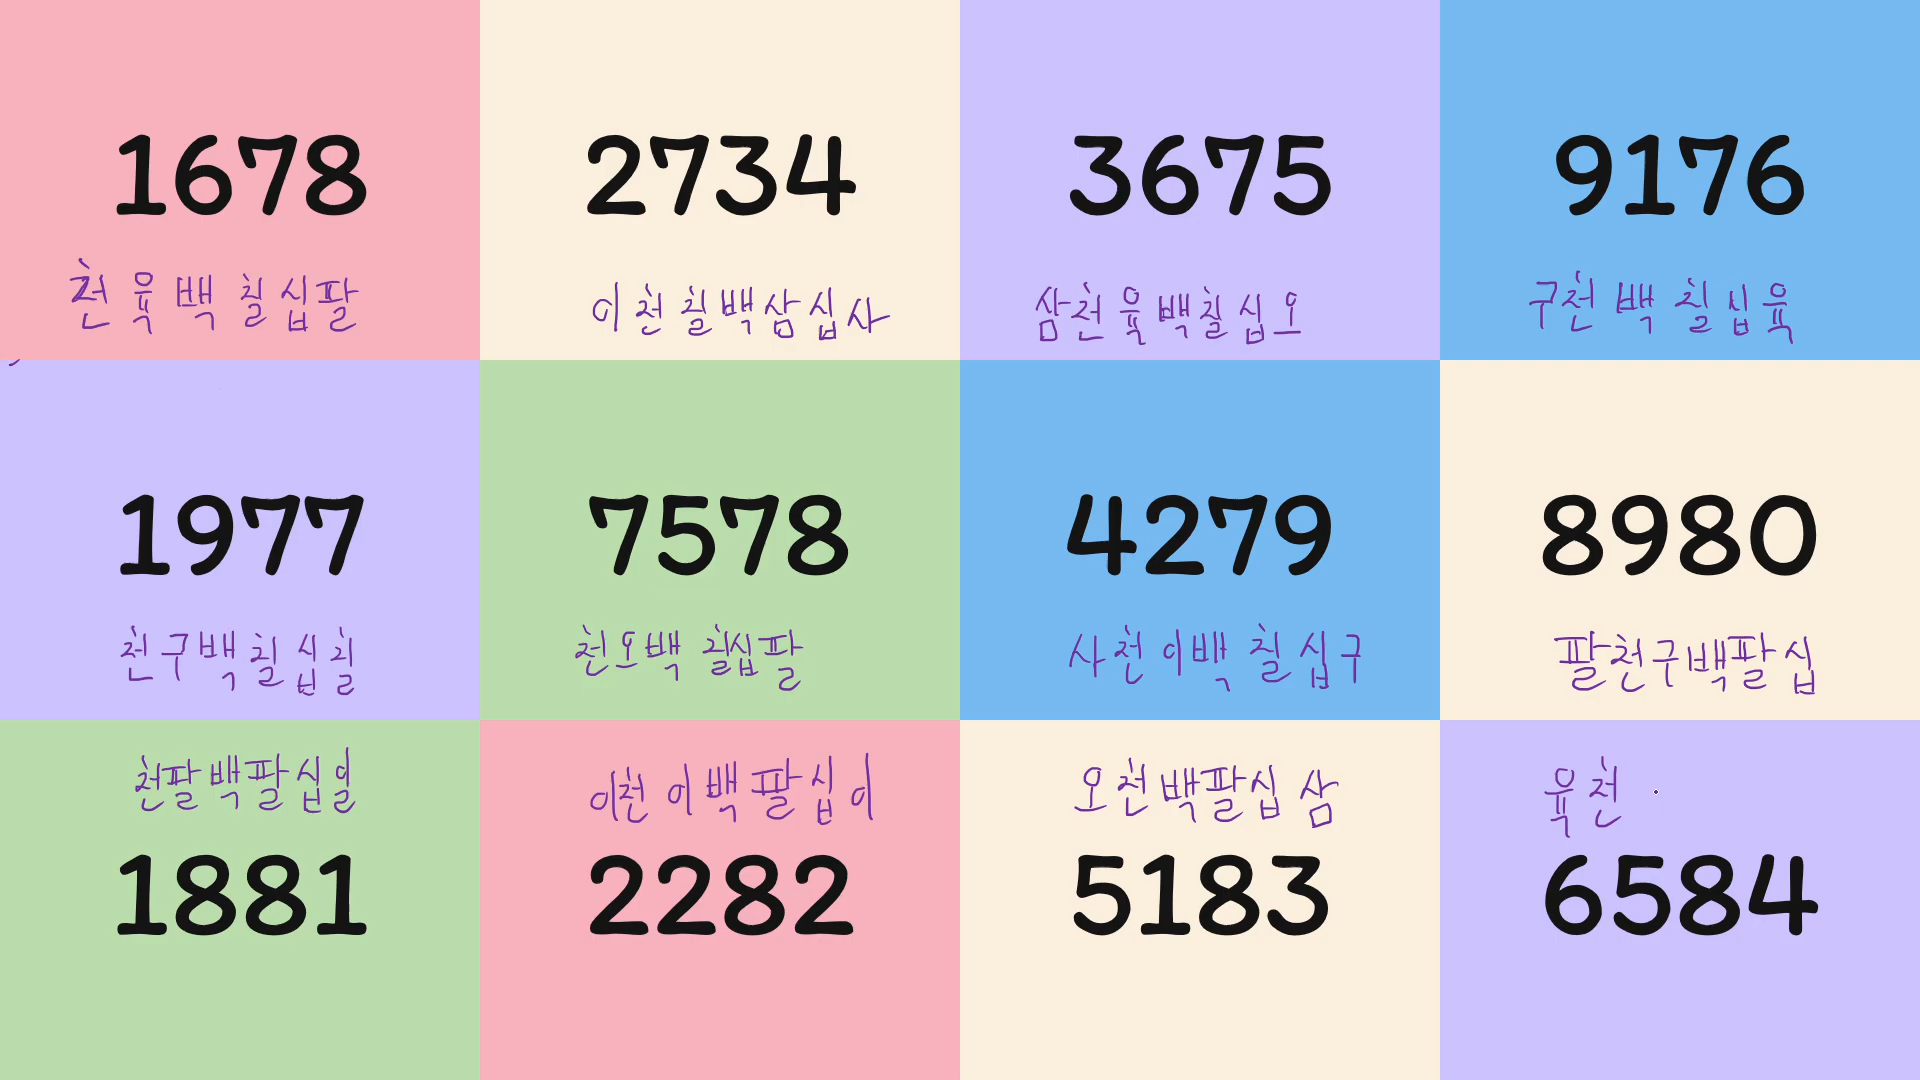 1678
천 육 백 칠 십팔
2734
이 천 칠백삼십사
3675
삼천육백칠십오
9176
구천 백 칠십육
1977
천구백칠십칠
7578
천오백 칠십팔
4279
사천이백 칠십구
8980
팔천구백팔십
천팔백팔십일
1881
이천 이백팔십이
2282
오천백팔십 삼
5183
육천
6584